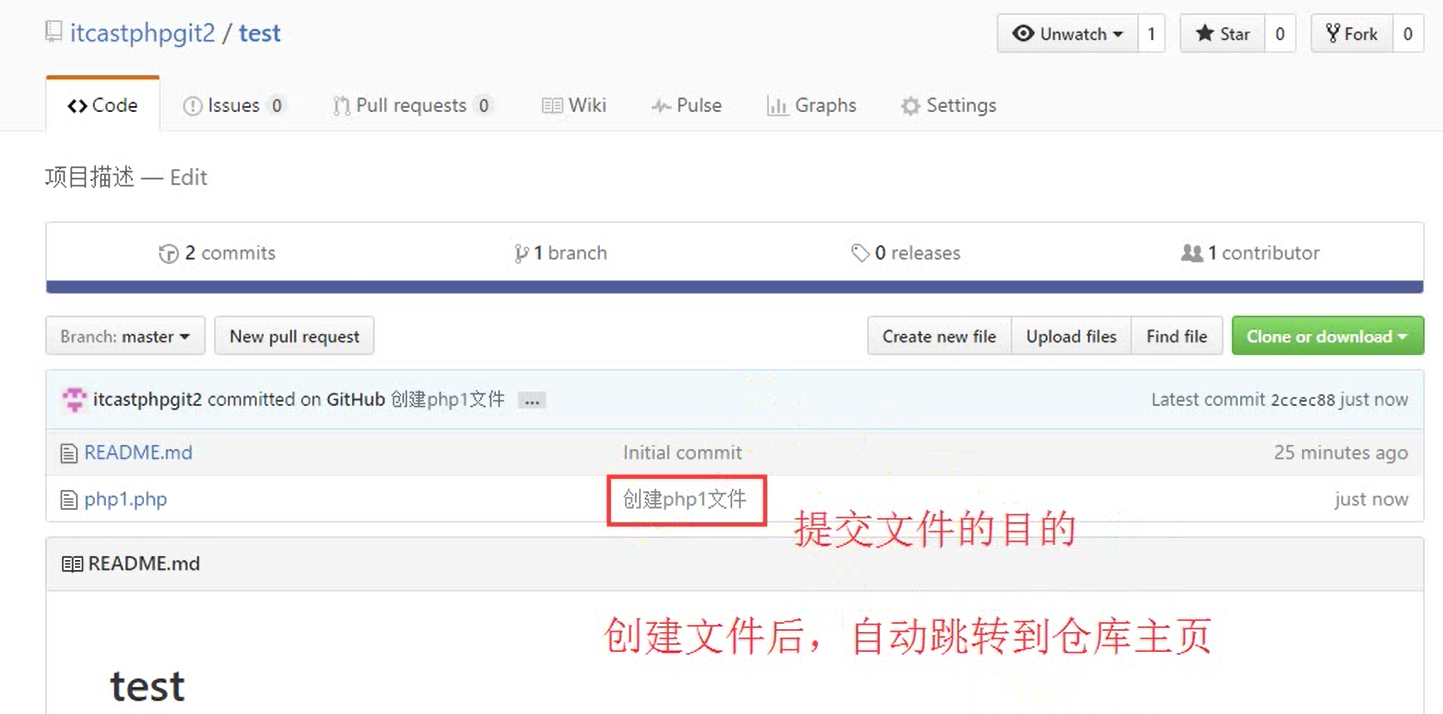 itcastphpgit2 / test
Unwatch 1 Star 0 Fork 0
Code Issues 0 Pull requests 0 Wiki Pulse Graphs Settings
项目描述 — Edit
2 commits 1 branch 0 releases 1 contributor
Branch: master New pull request Create new file Upload files Find file Clone or download
itcastphpgit2 committed on GitHub 创建php1文件 ... Latest commit 2ccec88 just now
README.md Initial commit 25 minutes ago
php1.php 创建php1文件 just now
提交文件的目的
README.md
创建文件后，自动跳转到仓库主页
test